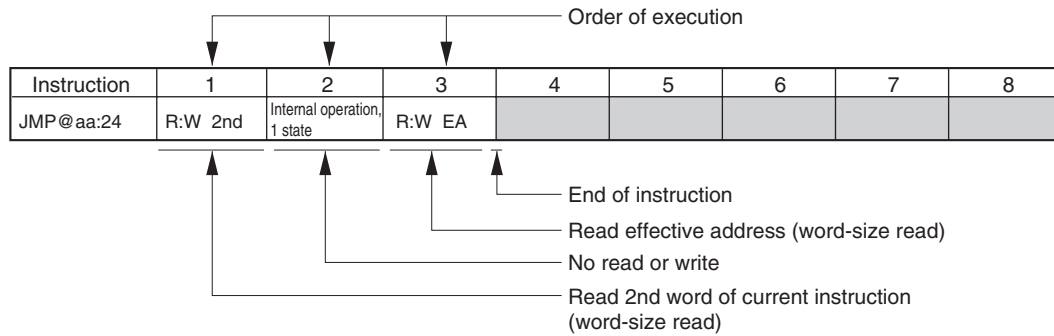 Order of execution
Instruction 1 2 3 4 5 6 7 8
JMP@aa:24 R:W 2nd Internal operation, R:W EA
1 state
End of instruction
Read effective address (word-size read)
No read or write
Read 2nd word of current instruction
(word-size read)